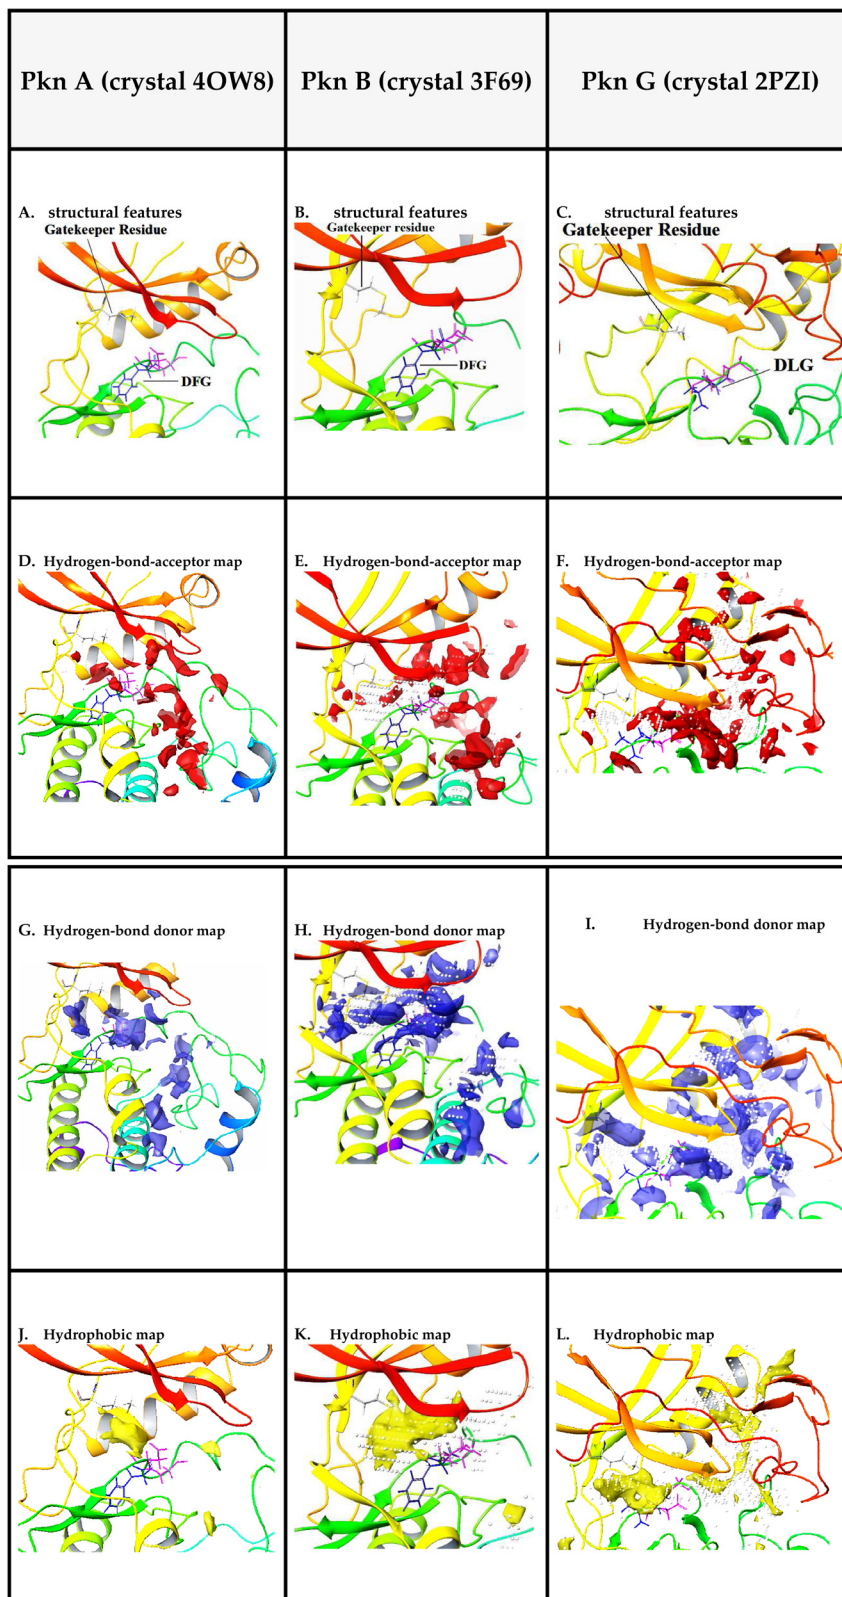 Pkn A (crystal 4OW8)
Pkn B (crystal 3F69)
Pkn G (crystal 2PZI)
A. structural features
Gatekeeper Residue
DFG
B. structural features
Gatekeeper residue
DFG
C. structural features
Gatekeeper Residue
DLG
D. Hydrogen-bond-acceptor map
E. Hydrogen-bond-acceptor map
F. Hydrogen-bond-acceptor map
G. Hydrogen-bond donor map
H. Hydrogen-bond donor map
I. Hydrogen-bond donor map
J. Hydrophobic map
K. Hydrophobic map
L. Hydrophobic map